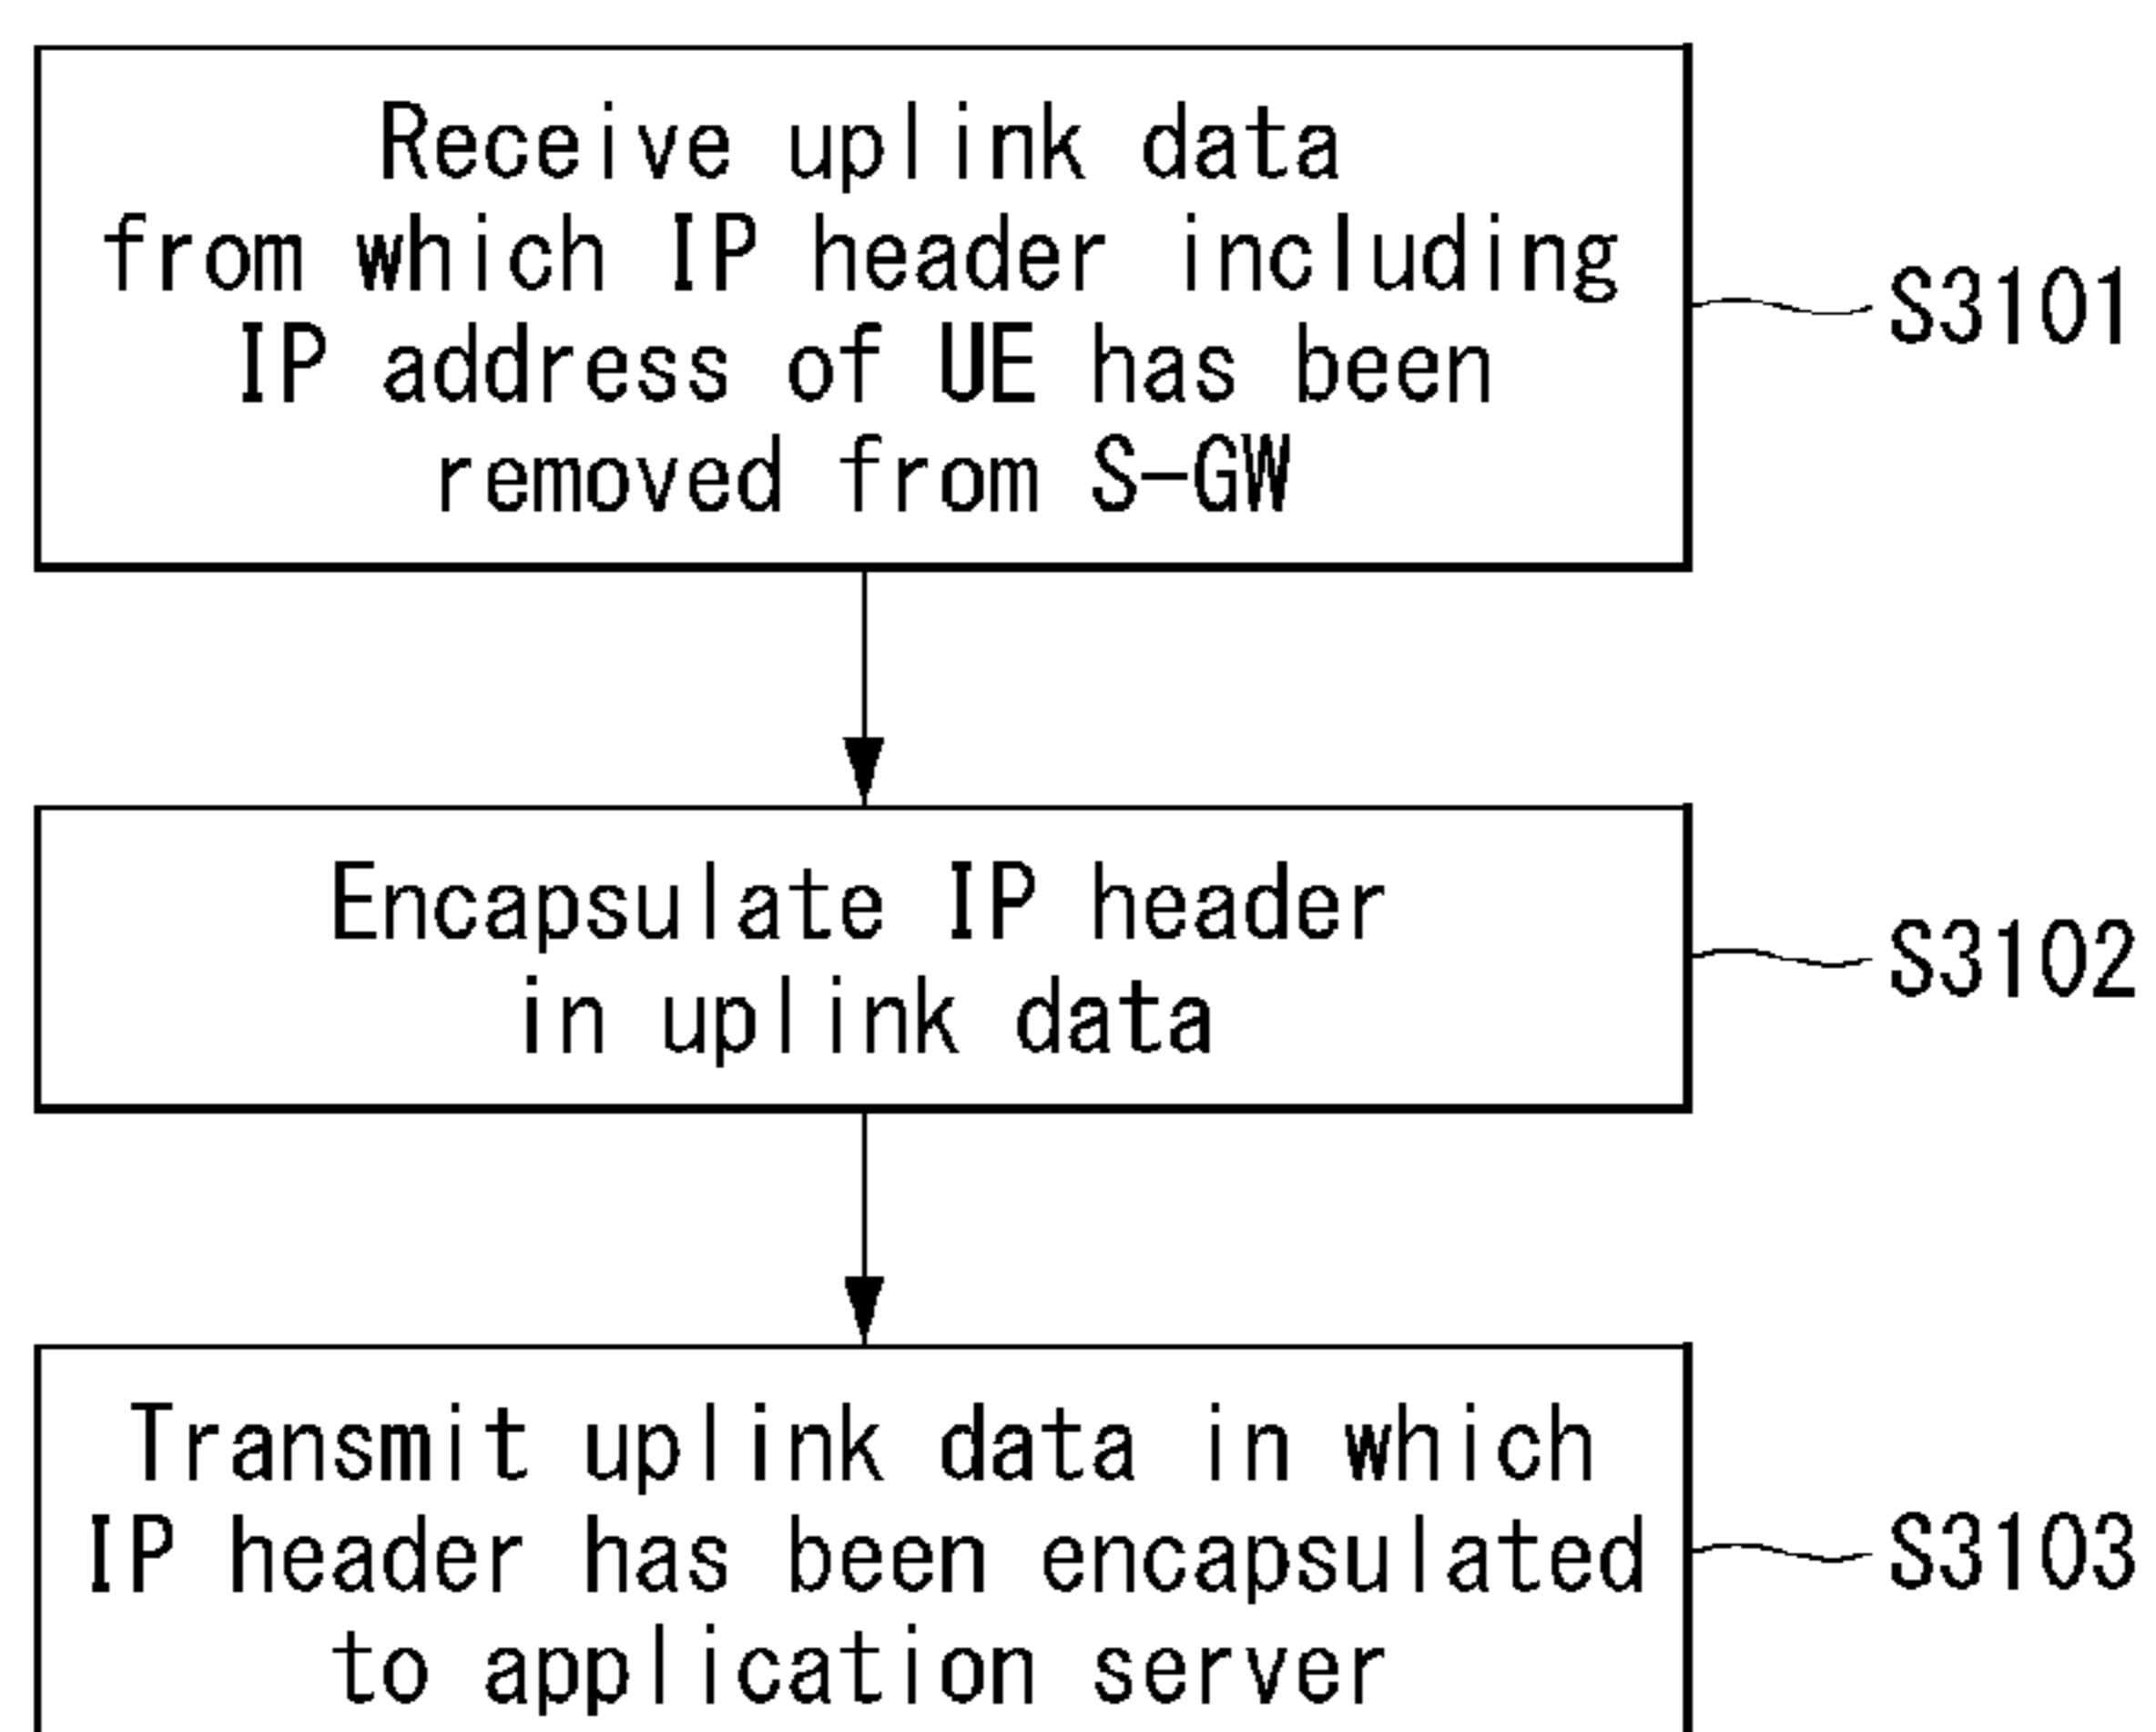 Receive uplink data
from which IP header including
IP address of UE has been
removed from S-GW
S3101
Encapsulate IP header
in uplink data
S3102
Transmit uplink data in which
IP header has been encapsulated
to application server
S3103